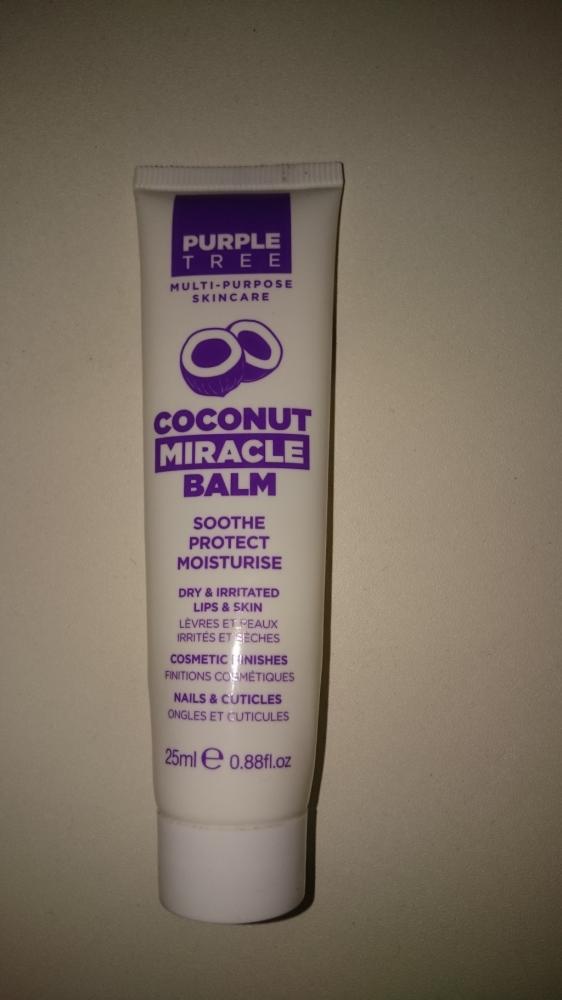 PURPLE
TREE
MULTI-PURPOSE
SKINCARE
COCONUT
MIRACLE
BALM
SOOTHE
PROTECT
MOISTURISE
DRY & IRRITATED
LIPS & SKIN
LÈVRES ET PEAUX
IRRITÉS ET SÈCHES
COSMETIC FINISHES
FINITIONS COSMÉTIQUES
NAILS & CUTICLES
ONGLES ET CUTICULES
25ml ℮ 0.88fl.oz